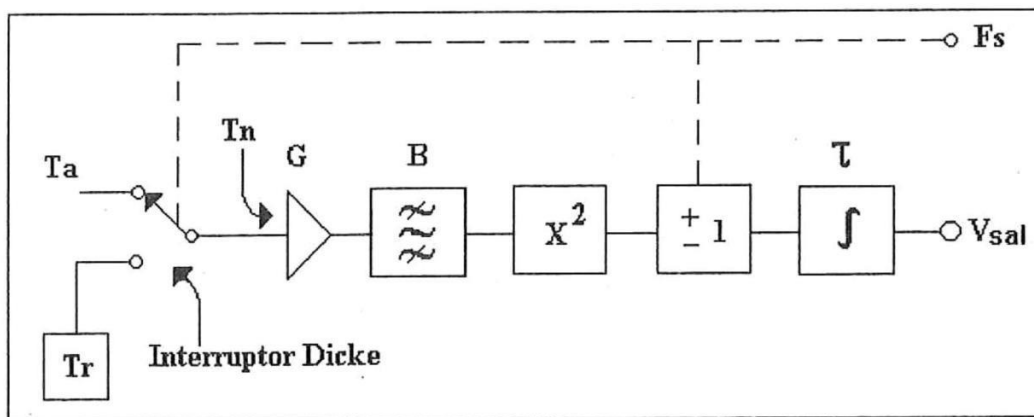 Fs
Tn
G
B
τ
Ta
X²
+
- 1
∫
Vsal
Tr
Interruptor Dicke